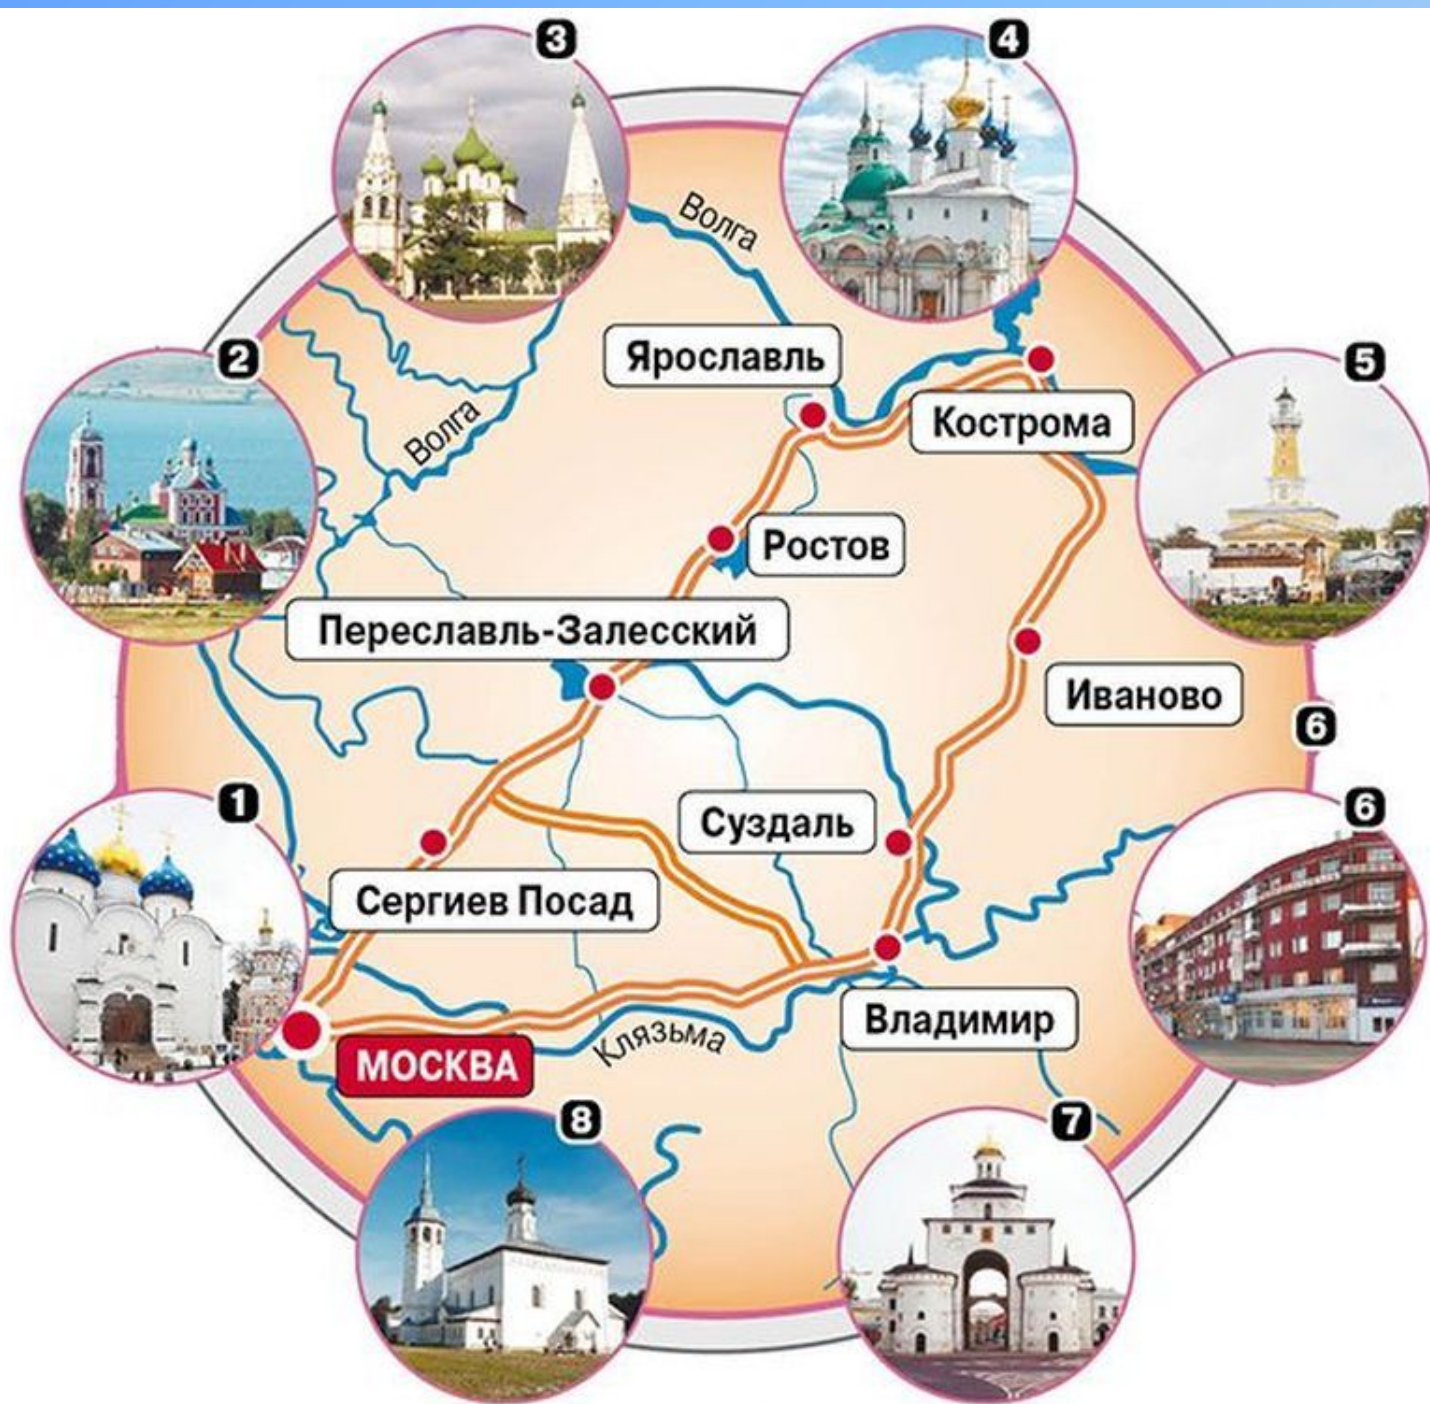 3
4
Волга
Ярославль
2
5
Кострома
Волга
Ростов
Переславль-Залесский
Иваново
6
1
Суздаль
6
Сергиев Посад
Владимир
Клязьма
МОСКВА
8
7